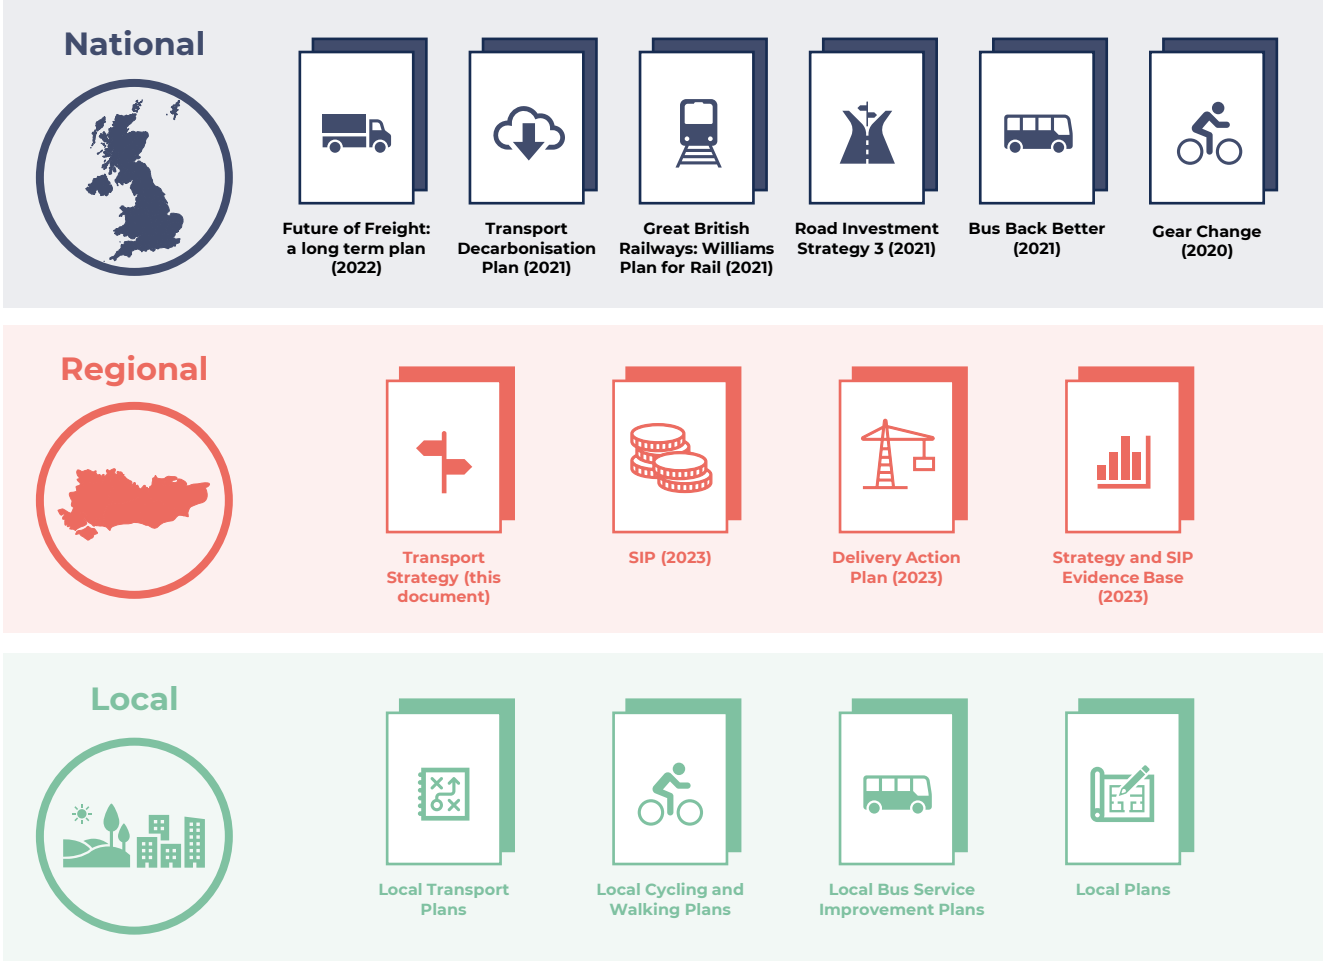 National
Future of Freight:
a long term plan
(2022)
Transport
Decarbonisation
Plan (2021)
Great British
Railways: Williams
Plan for Rail (2021)
Road Investment
Strategy 3 (2021)
Bus Back Better
(2021)
Gear Change
(2020)
Regional
Transport
Strategy (this
document)
SIP (2023)
Delivery Action
Plan (2023)
Strategy and SIP
Evidence Base
(2023)
Local
Local Transport
Plans
Local Cycling and
Walking Plans
Local Bus Service
Improvement Plans
Local Plans